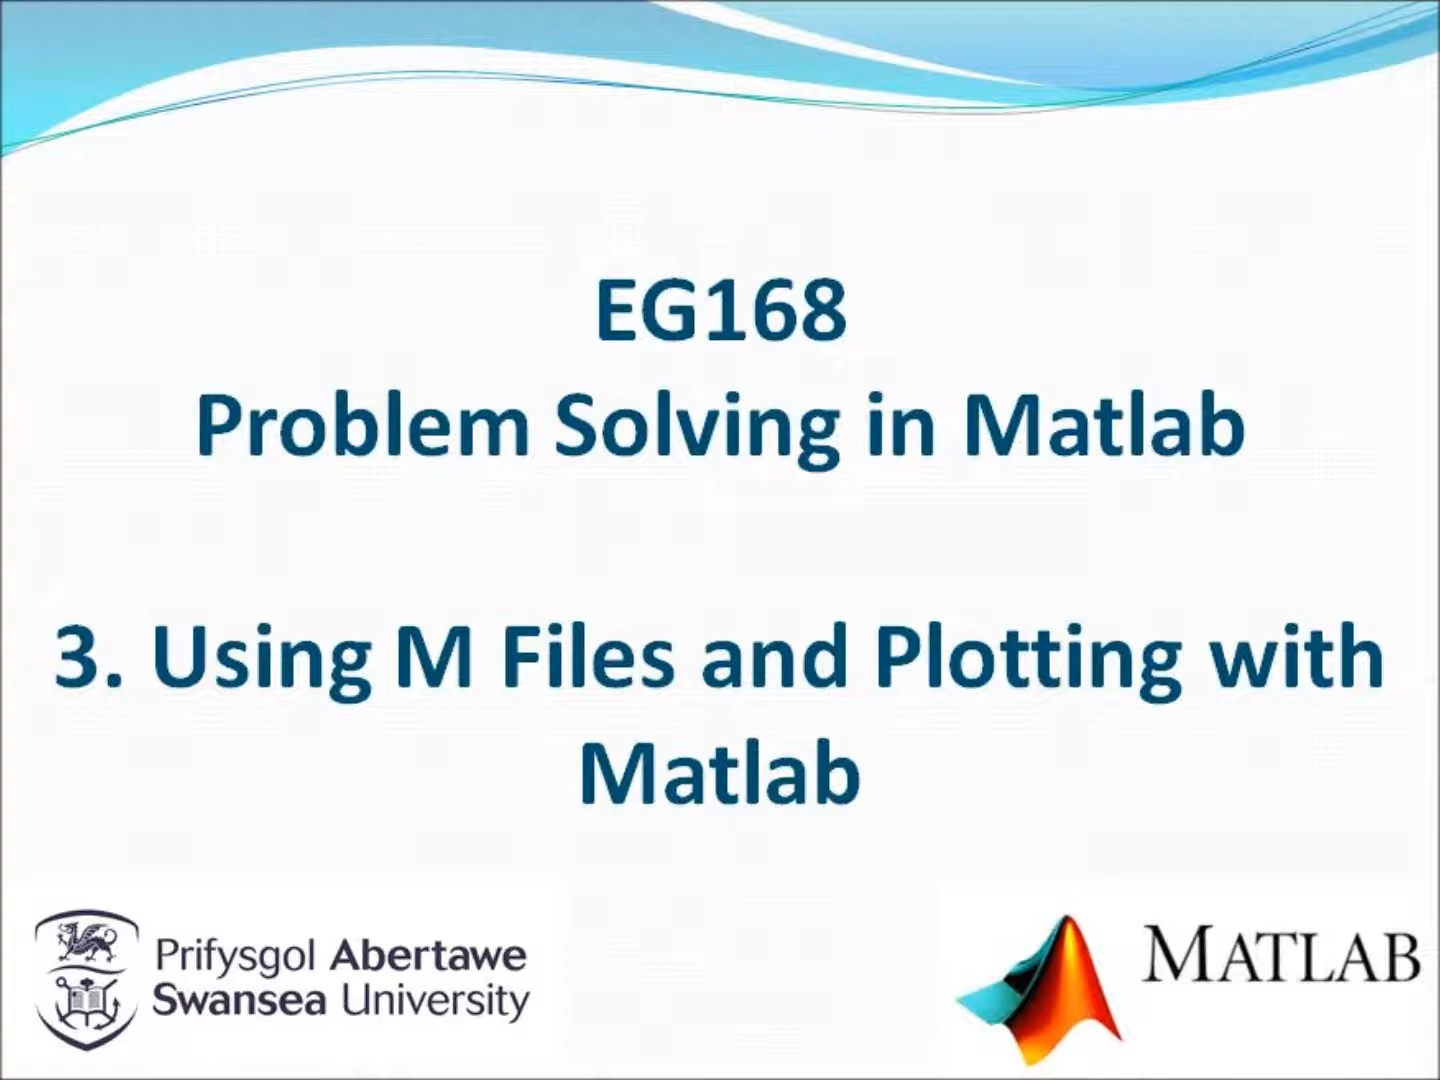 EG168
Problem Solving in Matlab
3. Using M Files and Plotting with
Matlab
Prifysgol Abertawe
Swansea University
MATLAB